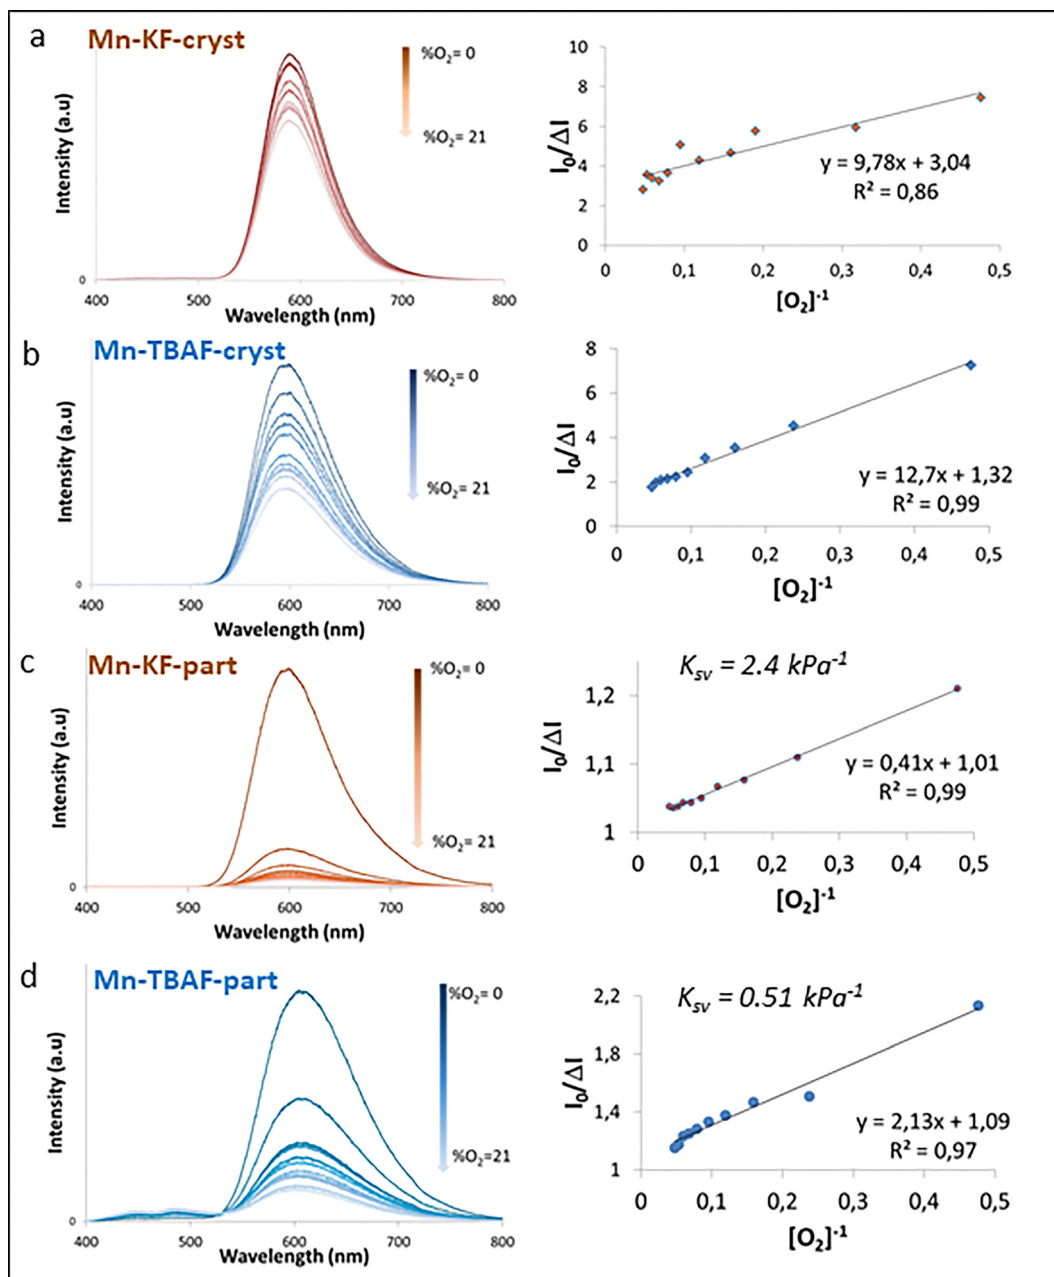 a
Mn-KF-cryst
%O₂= 0
%O₂= 21
Intensity (a.u)
0
400 500 600 700 800
Wavelength (nm)
10
8
6
4
2
0
I₀/ΔI
y = 9,78x + 3,04
R² = 0,86
0 0,1 0,2 0,3 0,4 0,5
[O₂]⁻¹
b
Mn-TBAF-cryst
%O₂= 0
%O₂= 21
Intensity (a.u)
0
400 500 600 700 800
Wavelength (nm)
8
6
4
2
0
I₀/ΔI
y = 12,7x + 1,32
R² = 0,99
0 0,1 0,2 0,3 0,4 0,5
[O₂]⁻¹
c
Mn-KF-part
%O₂= 0
%O₂= 21
Intensity (a.u)
0
400 500 600 700 800
Wavelength (nm)
Kₛᵥ = 2.4 kPa⁻¹
1,2
1,1
1
I₀/ΔI
y = 0,41x + 1,01
R² = 0,99
0 0,1 0,2 0,3 0,4 0,5
[O₂]⁻¹
d
Mn-TBAF-part
%O₂= 0
%O₂=21
Intensity (a.u)
0
400 500 600 700 800
Wavelength (nm)
Kₛᵥ = 0.51 kPa⁻¹
2,2
1,8
1,4
1
I₀/ΔI
y = 2,13x + 1,09
R² = 0,97
0 0,1 0,2 0,3 0,4 0,5
[O₂]⁻¹